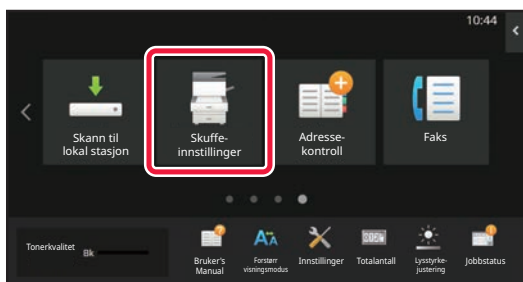 10:44
Skann til
lokal stasjon
Skuffe-
innstillinger
Adresse-
kontroll
Faks
Tonerkvalitet
Bk
Bruker's
Manual
Forstørr
visningsmodus
Innstillinger
Totalantall
Lysstyrke-
justering
Jobbstatus